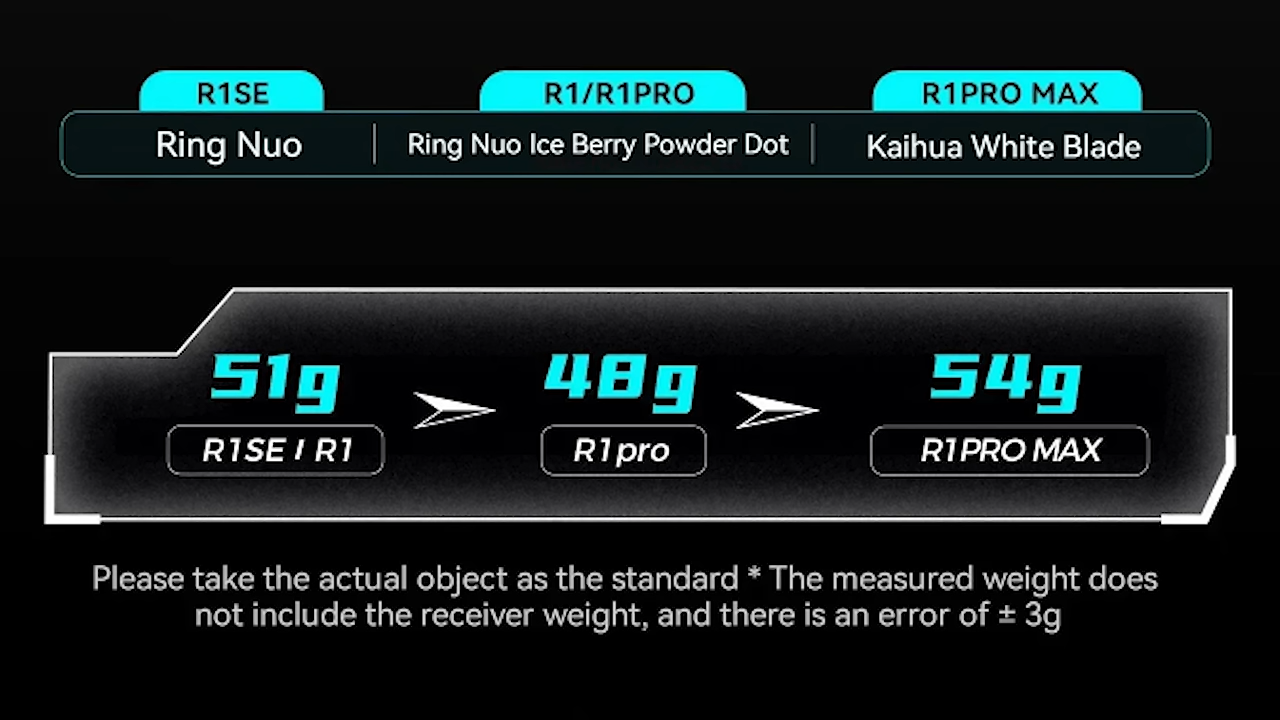 R1SE R1/R1PRO R1PRO MAX
Ring Nuo Ring Nuo Ice Berry Powder Dot Kaihua White Blade
51g 48g 54g
R1SE / R1 R1pro R1PRO MAX
Please take the actual object as the standard * The measured weight does
not include the receiver weight, and there is an error of ± 3g